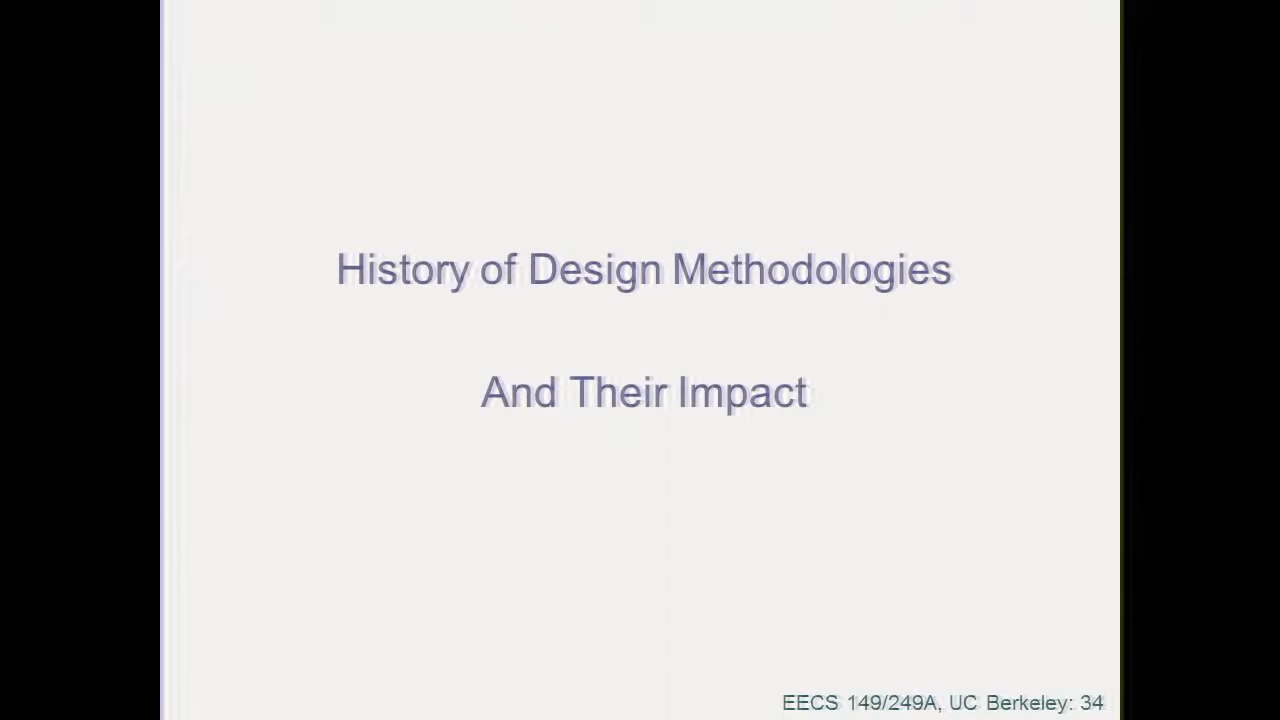 History of Design Methodologies
And Their Impact
EECS 149/249A, UC Berkeley: 34